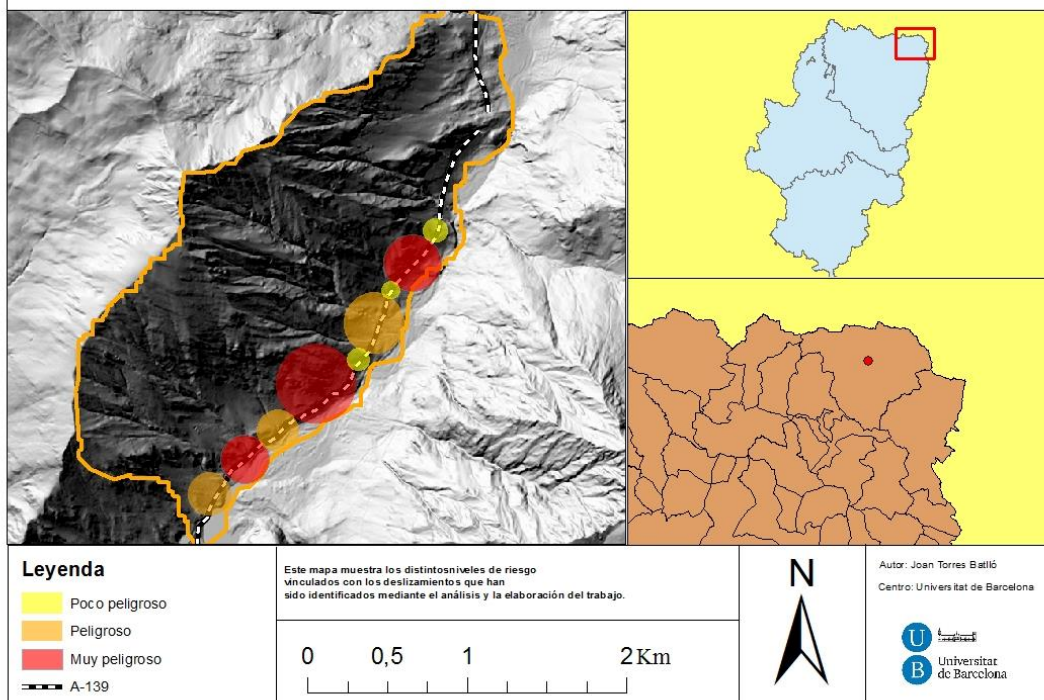 Leyenda
Poco peligroso
Peligroso
Muy peligroso
A-139
Este mapa muestra los distintosniveles de riesgo
vinculados con los deslizamientos que han
sido identificados mediante el análisis y la elaboración del trabajo.
0 0,5 1 2 Km
N
Autor: Joan Torres Batlló
Centro: Universitat de Barcelona
U
B
Universitat
de Barcelona